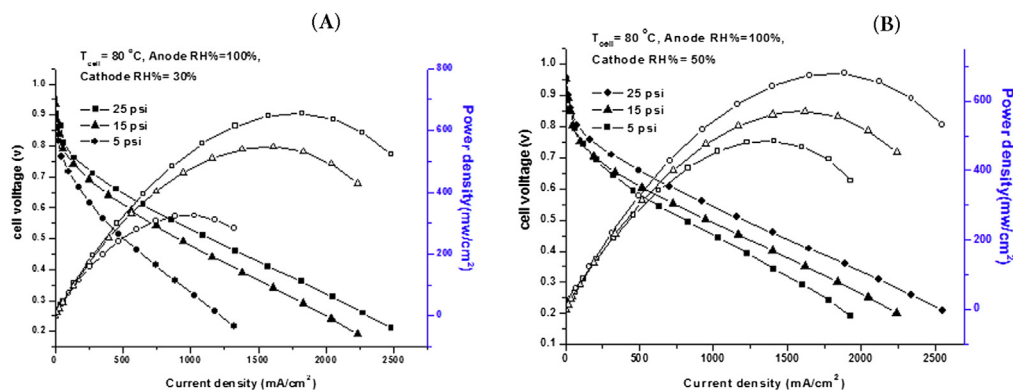 (A)
T cell = 80 °C, Anode RH%=100%,
Cathode RH%= 30%
25 psi
15 psi
5 psi
cell volltage (v)
1.0
0.9
0.8
0.7
0.6
0.5
0.4
0.3
0.2
0
500
1000
1500
2000
2500
Current density (mA/cm²)
800
600
400
200
0
Power density(mw/cm²)
(B)
T cell = 80 °C, Anode RH%=100%,
Cathode RH%= 50%
25 psi
15 psi
5 psi
cell voltage (v)
1.0
0.9
0.8
0.7
0.6
0.5
0.4
0.3
0.2
0.1
0
500
1000
1500
2000
2500
Current density (mA/cm²)
600
400
200
0
Power density(mw/cm²)